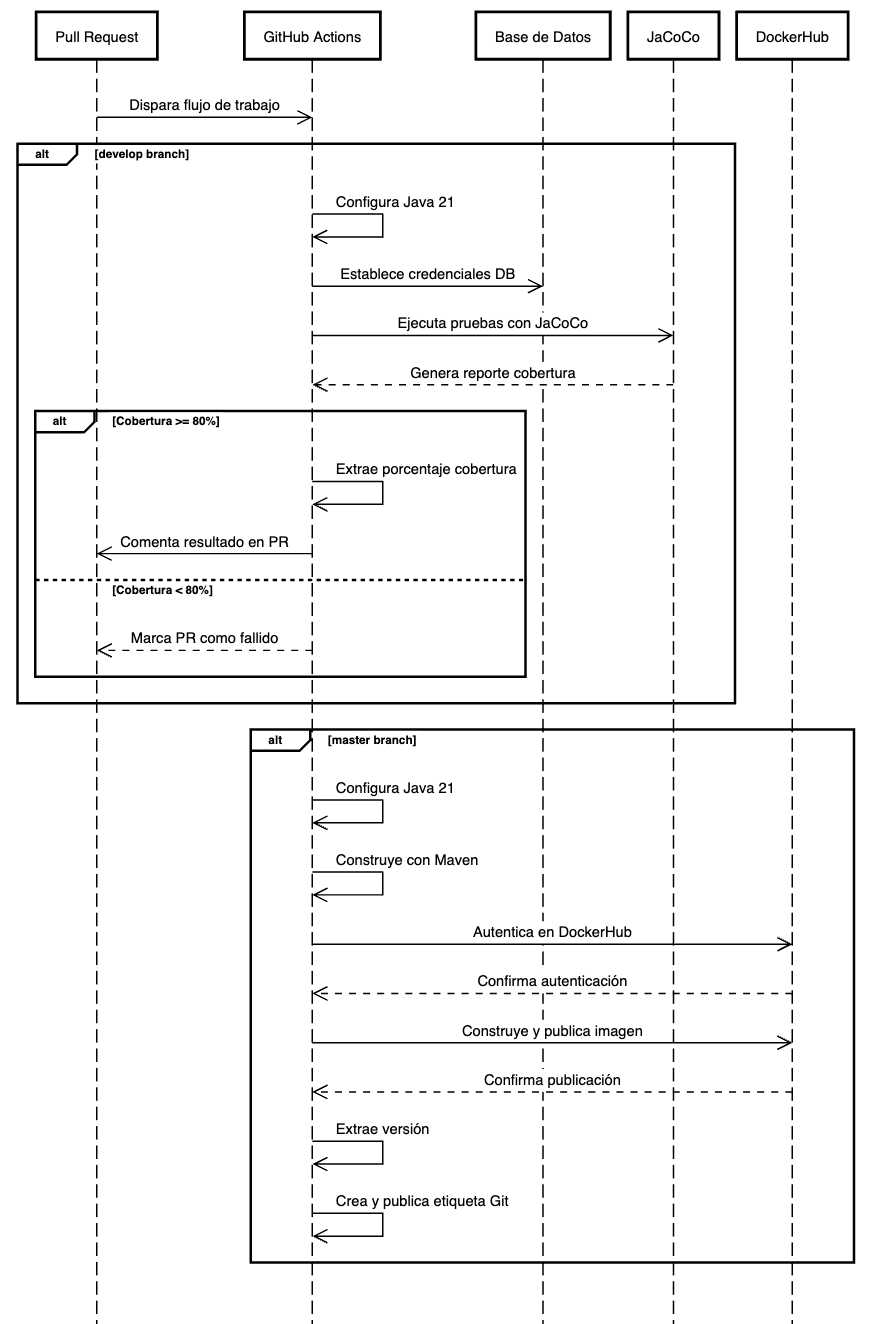 Pull Request
GitHub Actions
Base de Datos
JaCoCo
DockerHub
Dispara flujo de trabajo
alt
[develop branch]
Configura Java 21
Establece credenciales DB
Ejecuta pruebas con JaCoCo
Genera reporte cobertura
alt
[Cobertura >= 80%]
Extrae porcentaje cobertura
Comenta resultado en PR
[Cobertura < 80%]
Marca PR como fallido
alt
[master branch]
Configura Java 21
Construye con Maven
Autentica en DockerHub
Confirma autenticación
Construye y publica imagen
Confirma publicación
Extrae versión
Crea y publica etiqueta Git